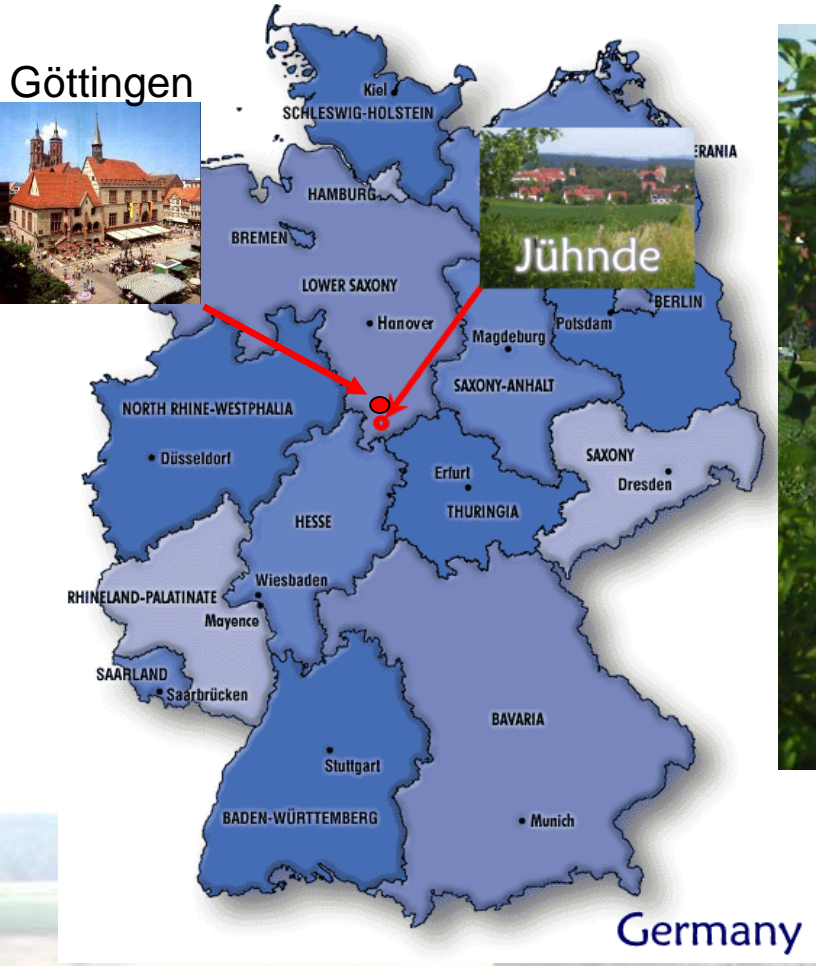 Göttingen
Kiel
SCHLESWIG-HOLSTEIN
ERANIA
HAMBURG
BREMEN
Jühnde
LOWER SAXONY
BERLIN
Hanover
Magdeburg
Potsdam
SAXONY-ANHALT
NORTH RHINE-WESTPHALIA
Düsseldorf
SAXONY
Erfurt
Dresden
THURINGIA
HESSE
Wiesbaden
RHINELAND-PALATINATE
Mayence
SAARLAND
Saarbrücken
BAVARIA
Stuttgart
BADEN-WÜRTTEMBERG
Munich
Germany